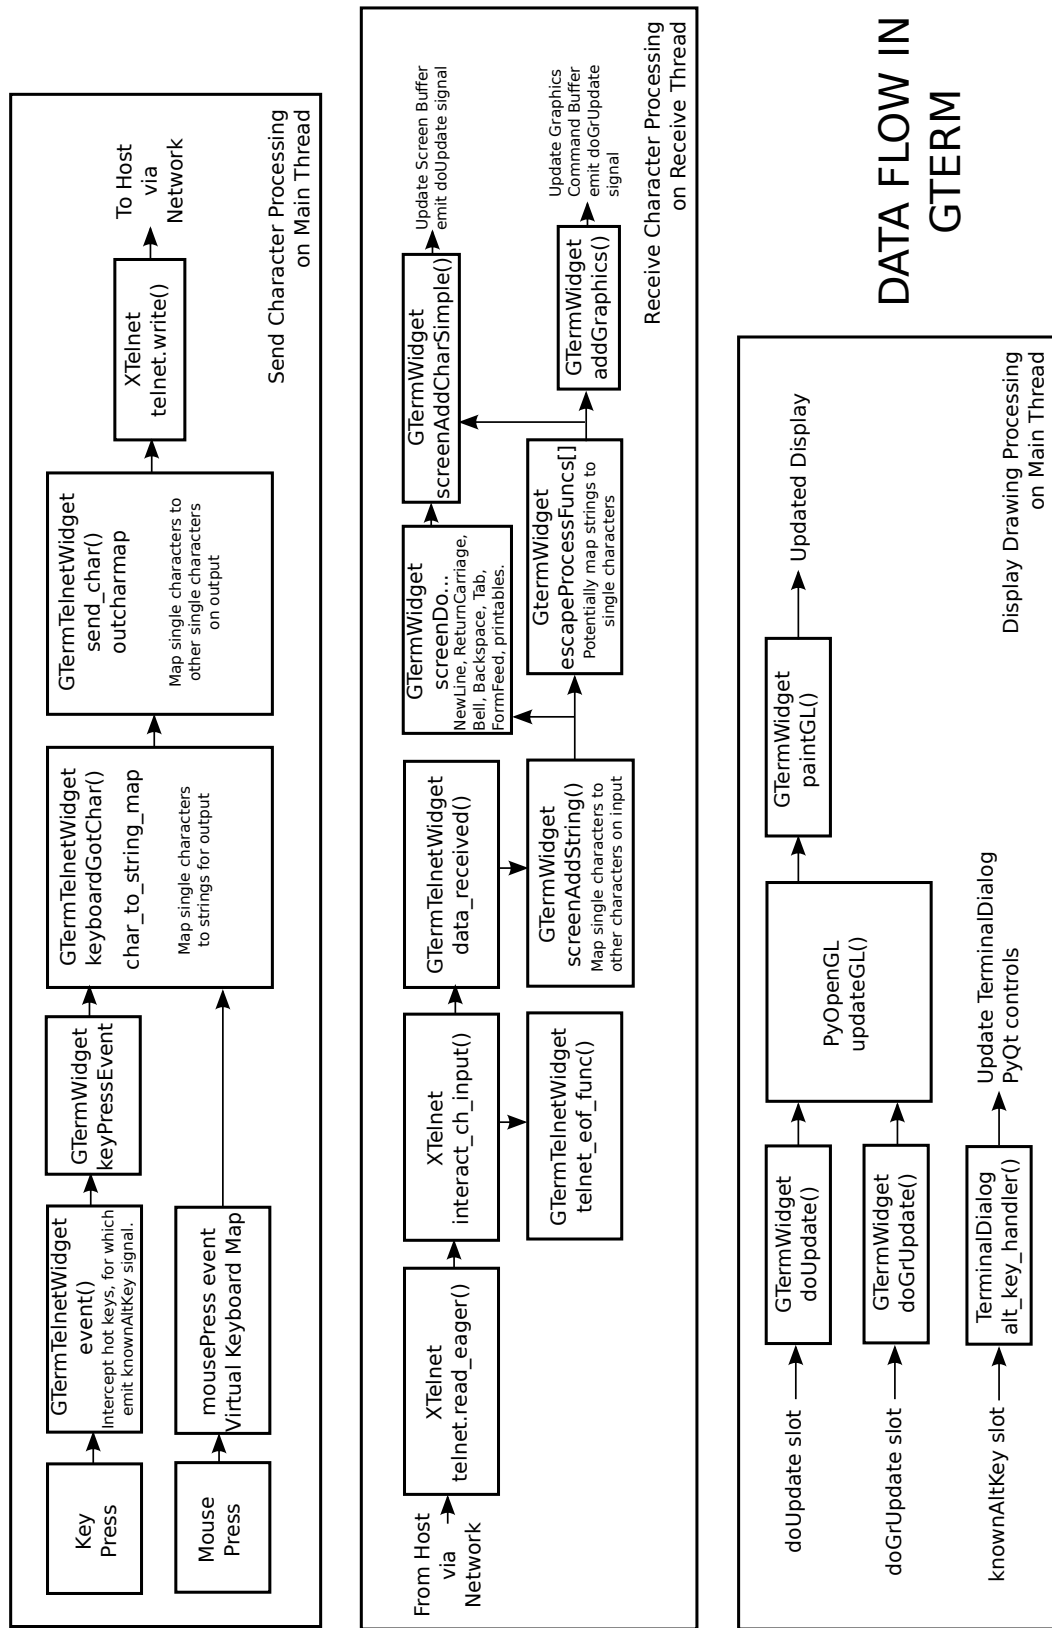 Key
Press
GTermTelnetWidget
event()
Intercept hot keys, for which
emit knownAltKey signal.
GTermWidget
keyPressEvent
Mouse
Press
mousePress event
Virtual Keyboard Map
GTermTelnetWidget
keyboardGotChar()
char_to_string_map
Map single characters
to strings for output
GTermTelnetWidget
send_char()
outcharmap
Map single characters to
other single characters
on output
XTelnet
telnet.write()
To Host
via
Network
Send Character Processing
on Main Thread
From Host
via
Network
XTelnet
telnet.read_eager()
XTelnet
interact_ch_input()
GTermTelnetWidget
telnet_eof_func()
GTermTelnetWidget
data_received()
GTermWidget
screenAddString()
Map single characters to
other characters on input
GTermWidget
screenDo...
NewLine, ReturnCarriage,
Bell, Backspace, Tab,
FormFeed, printables.
GtermWidget
escapeProcessFuncs[]
Potentially map strings to
single characters
GTermWidget
screenAddCharSimple()
Update Screen Buffer
emit doUpdate signal
GTermWidget
addGraphics()
Update Graphics
Command Buffer
emit doGrUpdate
signal
Receive Character Processing
on Receive Thread
doUpdate slot
GTermWidget
doUpdate()
doGrUpdate slot
GTermWidget
doGrUpdate()
knownAltKey slot
TerminalDialog
alt_key_handler()
Update TerminalDialog
PyQt controls
PyOpenGL
updateGL()
GTermWidget
paintGL()
Updated Display
Display Drawing Processing
on Main Thread
DATA FLOW IN
GTERM